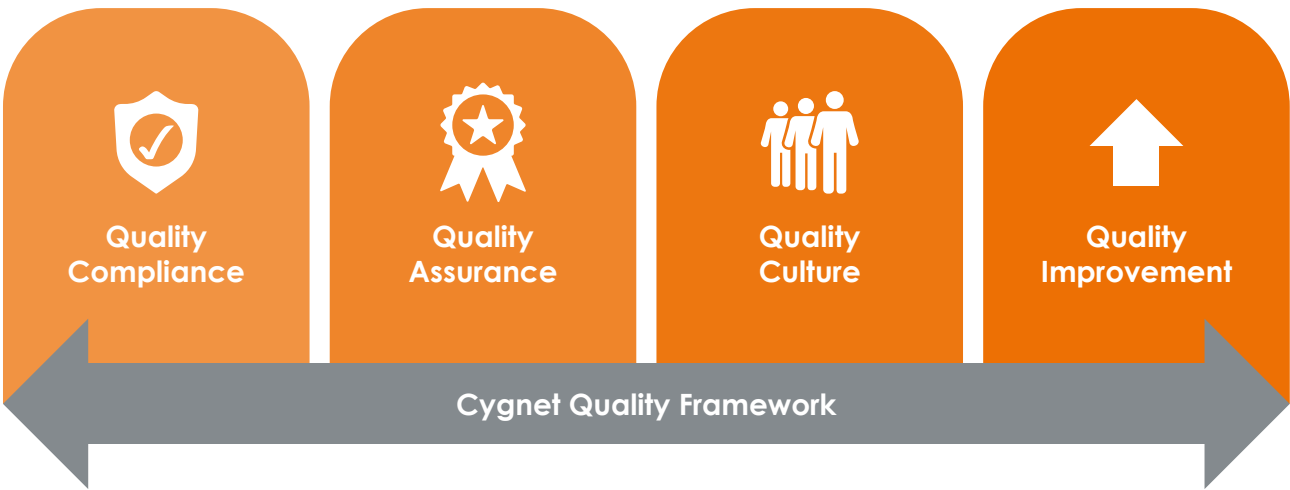 Quality
Compliance
Quality
Assurance
Quality
Culture
Quality
Improvement
Cygnet Quality Framework